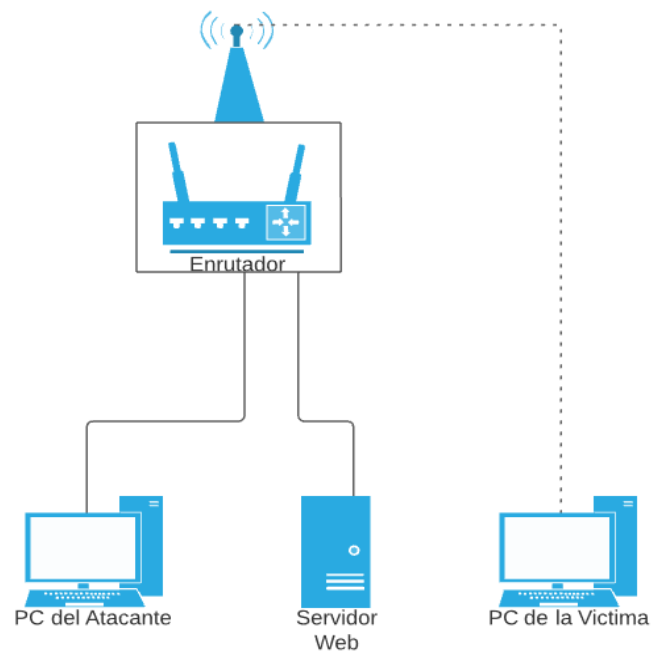 Enrutador
PC del Atacante
Servidor
Web
PC de la Victima